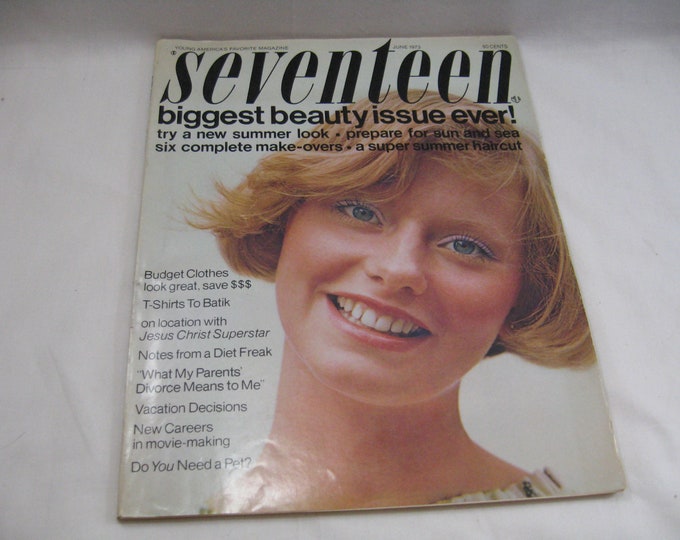 YOUNG AMERICA'S FAVORITE MAGAZINE JUNE 1973 50 CENTS
seventeen
biggest beauty issue ever!
try a new summer look • prepare for sun and sea
six complete make-overs • a super summer haircut
Budget Clothes
look great, save $$$
T-Shirts To Batik
on location with
Jesus Christ Superstar
Notes from a Diet Freak
"What My Parents'
Divorce Means to Me"
Vacation Decisions
New Careers
in movie-making
Do You Need a Pet?